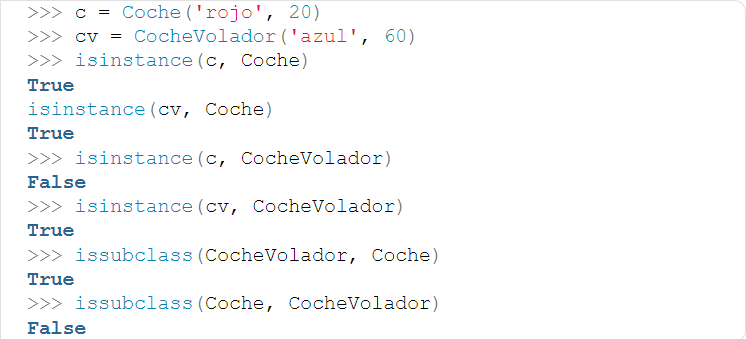 >>> c = Coche('rojo', 20)
>>> cv = CocheVolador('azul', 60)
>>> isinstance(c, Coche)
True
isinstance(cv, Coche)
True
>>> isinstance(c, CocheVolador)
False
>>> isinstance(cv, CocheVolador)
True
>>> issubclass(CocheVolador, Coche)
True
>>> issubclass(Coche, CocheVolador)
False